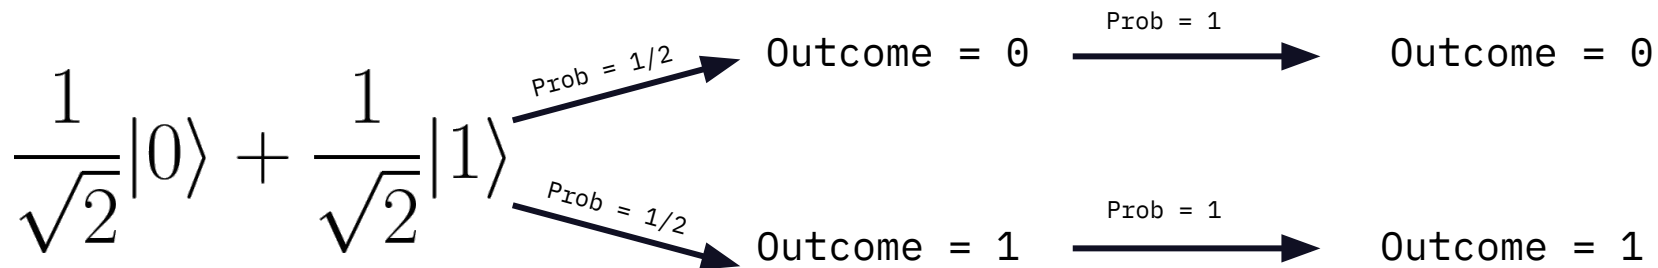 1/√2|0⟩ + 1/√2|1⟩
Prob = 1/2
Outcome = 0
Prob = 1
Outcome = 0
Prob = 1/2
Outcome = 1
Prob = 1
Outcome = 1